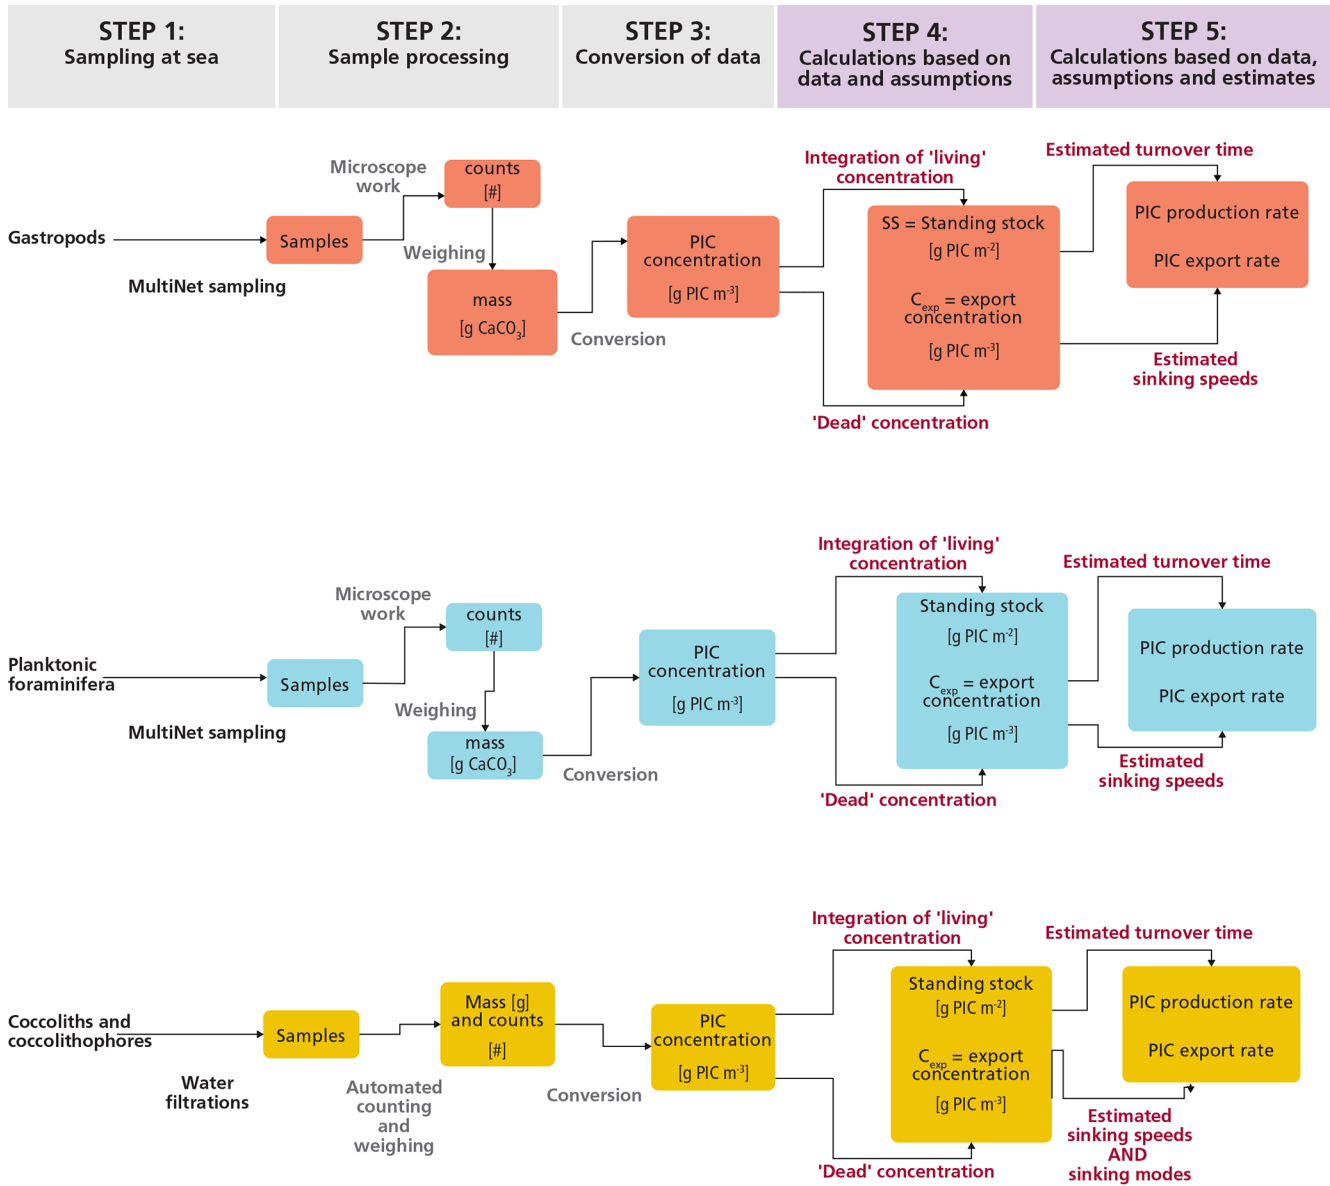 STEP 1:
Sampling at sea
STEP 2:
Sample processing
STEP 3:
Conversion of data
STEP 4:
Calculations based on
data and assumptions
STEP 5:
Calculations based on data,
assumptions and estimates
Gastropods
MultiNet sampling
Samples
Microscope
work
counts
[#]
Weighing
mass
[g CaCO3]
Conversion
PIC
concentration
[g PIC m-3]
Integration of 'living'
concentration
SS = Standing stock
[g PIC m-2]
Cexp = export
concentration
[g PIC m-3]
'Dead' concentration
Estimated turnover time
PIC production rate
PIC export rate
Estimated
sinking speeds
Planktonic
foraminifera
MultiNet sampling
Samples
Microscope
work
counts
[#]
Weighing
mass
[g CaCO3]
Conversion
PIC
concentration
[g PIC m-3]
Integration of 'living'
concentration
Standing stock
[g PIC m-2]
Cexp = export
concentration
[g PIC m-3]
'Dead' concentration
Estimated turnover time
PIC production rate
PIC export rate
Estimated
sinking speeds
Coccoliths and
coccolithophores
Water
filtrations
Samples
Automated
counting
and
weighing
Mass [g]
and counts
[#]
Conversion
PIC
concentration
[g PIC m-3]
Integration of 'living'
concentration
Standing stock
[g PIC m-2]
Cexp = export
concentration
[g PIC m-3]
'Dead' concentration
Estimated turnover time
PIC production rate
PIC export rate
Estimated
sinking speeds
AND
sinking modes